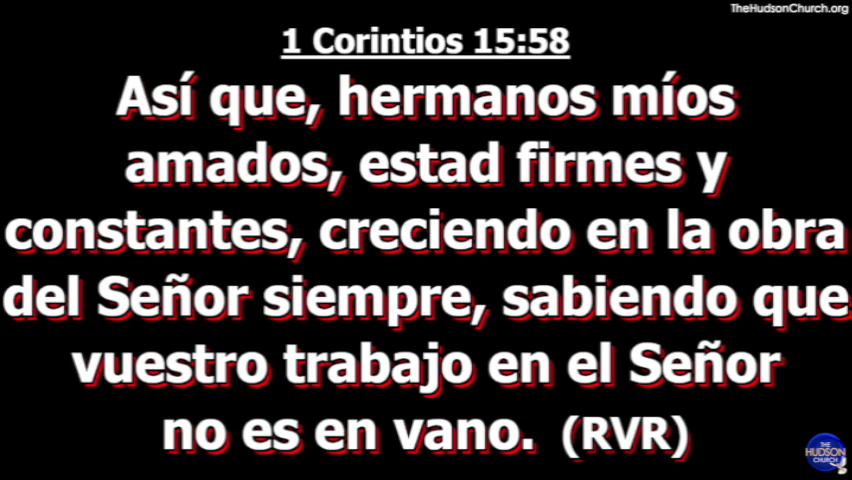 TheHudsonChurch.org
1 Corintios 15:58
Así que, hermanos míos
amados, estad firmes y
constantes, creciendo en la obra
del Señor siempre, sabiendo que
vuestro trabajo en el Señor
no es en vano. (RVR)
THE
HUDSON
CHURCH